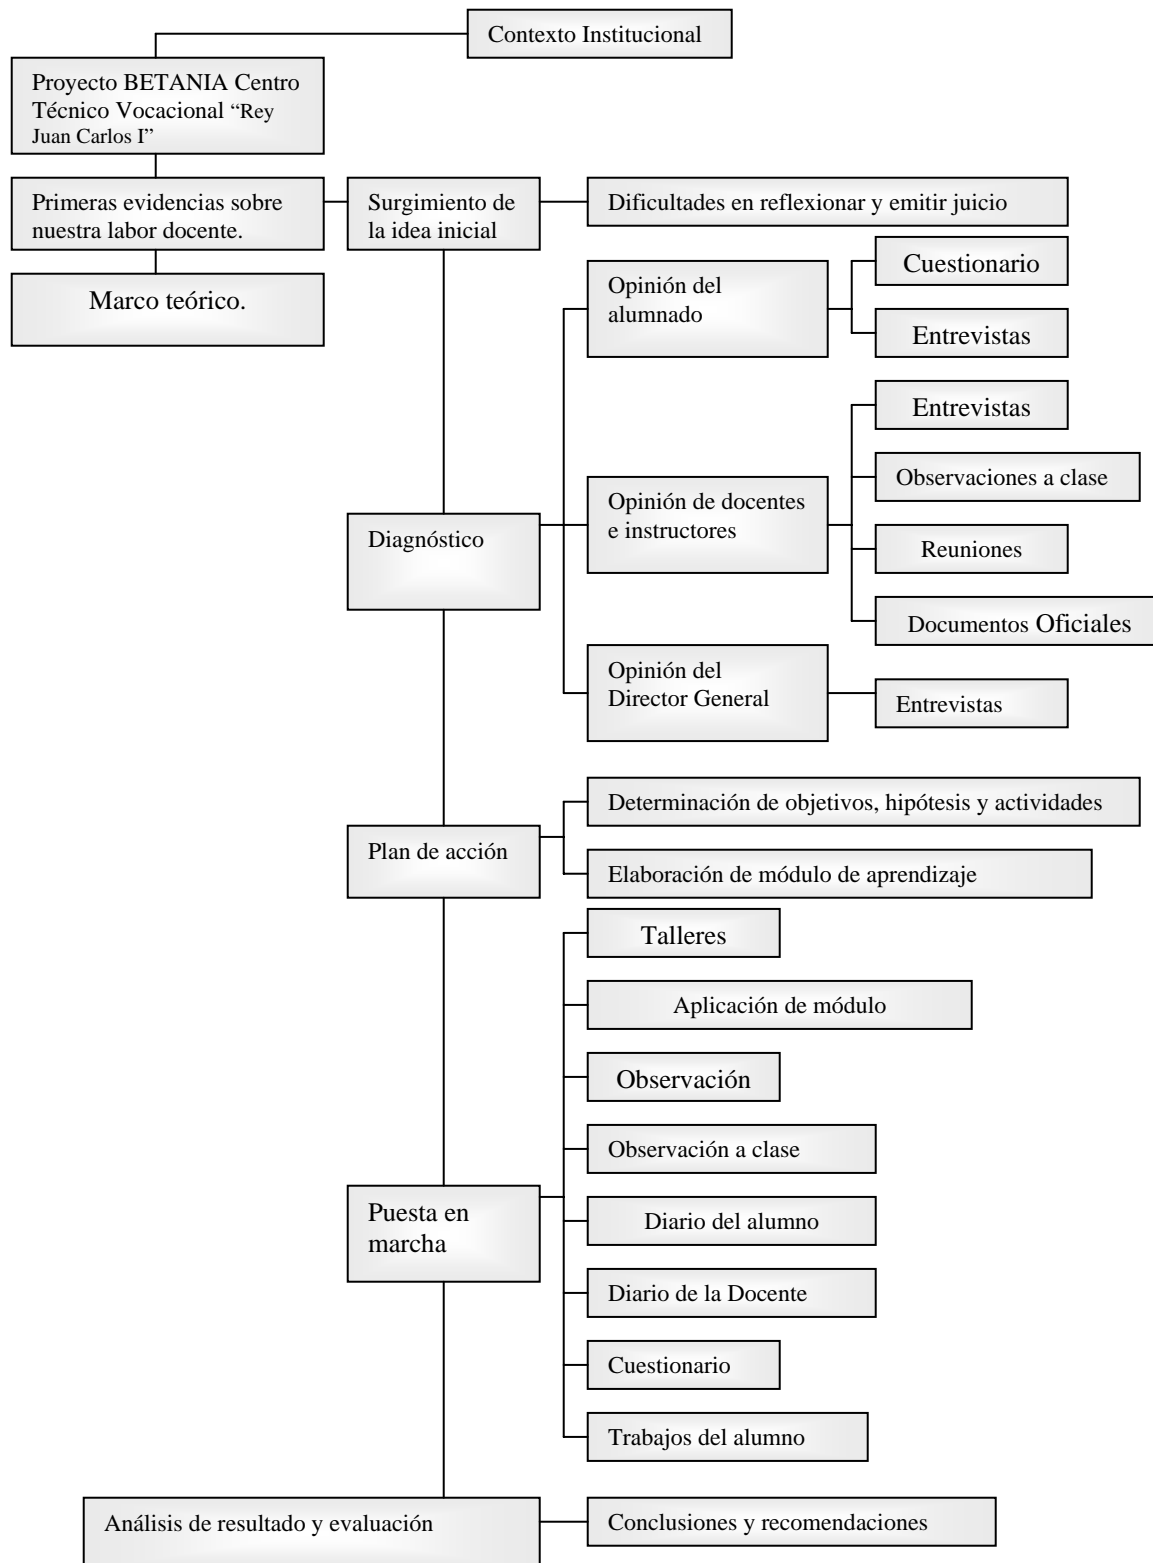 Contexto Institucional
Proyecto BETANIA Centro
Técnico Vocacional “Rey
Juan Carlos I”
Primeras evidencias sobre
nuestra labor docente.
Surgimiento de
la idea inicial
Dificultades en reflexionar y emitir juicio
Marco teórico.
Opinión del
alumnado
Cuestionario
Entrevistas
Diagnóstico
Opinión de docentes
e instructores
Entrevistas
Observaciones a clase
Reuniones
Documentos Oficiales
Opinión del
Director General
Entrevistas
Plan de acción
Determinación de objetivos, hipótesis y actividades
Elaboración de módulo de aprendizaje
Puesta en
marcha
Talleres
Aplicación de módulo
Observación
Observación a clase
Diario del alumno
Diario de la Docente
Cuestionario
Trabajos del alumno
Análisis de resultado y evaluación
Conclusiones y recomendaciones